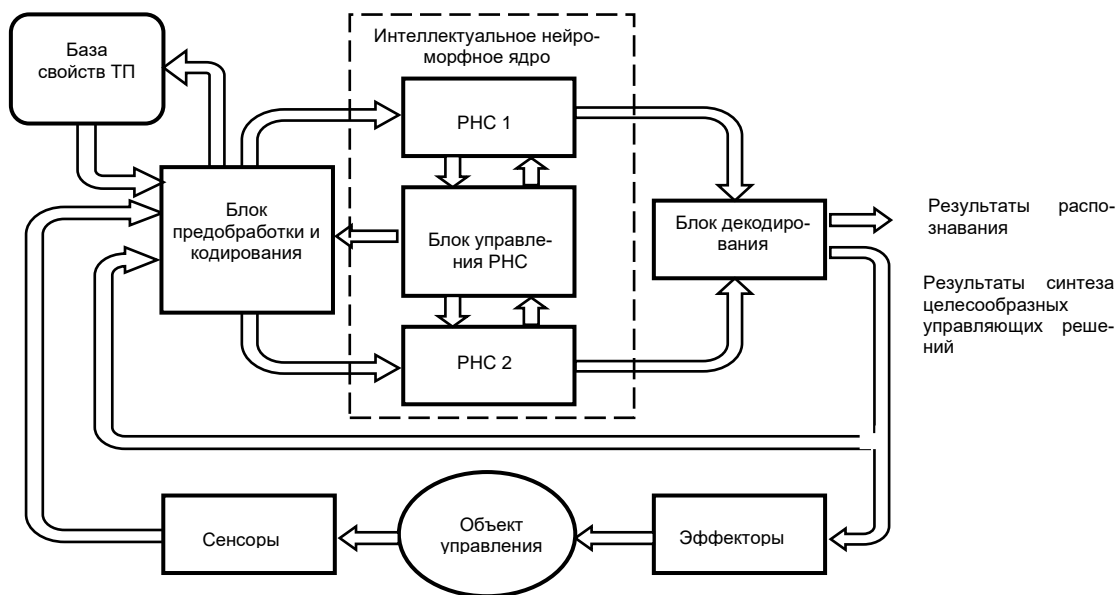 База
свойств ТП
Интеллектуальное нейро-
морфное ядро
РНС 1
Блок
предобработки и
кодирования
Блок управле-
ния РНС
РНС 2
Блок декодиро-
вания
Результаты распо-
знавания
Результаты синтеза
целесообразных
управляющих реше-
ний
Сенсоры
Объект
управления
Эффекторы